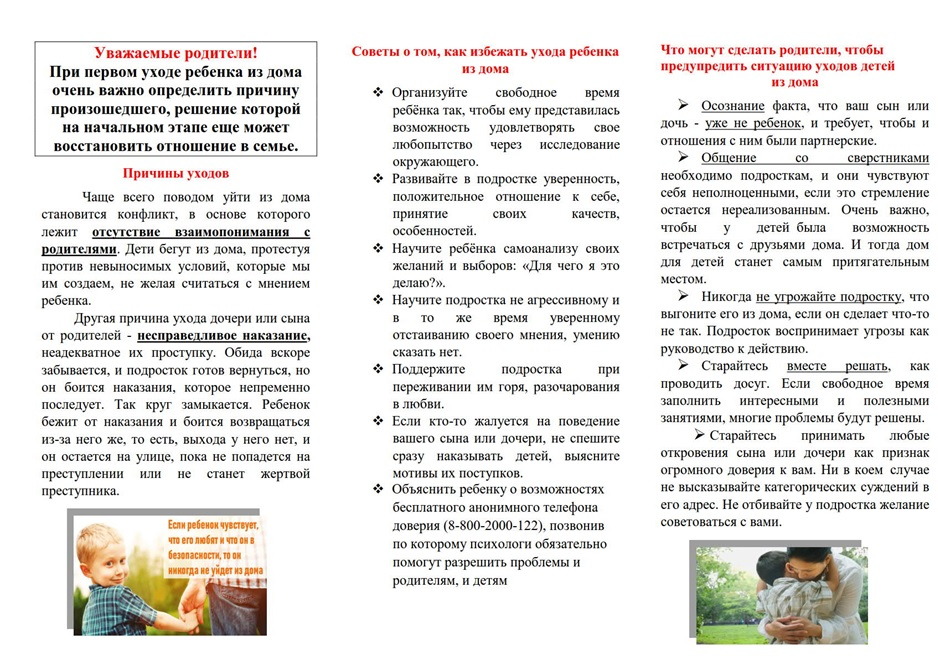 Уважаемые родители!
При первом уходе ребенка из дома
очень важно определить причину
произошедшего, решение которой
на начальном этапе еще может
восстановить отношение в семье.
Причины уходов
Чаще всего поводом уйти из дома
становится конфликт, в основе которого
лежит отсутствие взаимопонимания с
родителями. Дети бегут из дома, протестуя
против невыносимых условий, которые мы
им создаем, не желая считаться с мнением
ребенка.
Другая причина ухода дочери или сына
от родителей - несправедливое наказание,
неадекватное их проступку. Обида вскоре
забывается, и подросток готов вернуться, но
он боится наказания, которое непременно
последует. Так круг замыкается. Ребенок
бежит от наказания и боится возвращаться
из-за него же, то есть, выхода у него нет, и
он остается на улице, пока не попадется на
преступлении или не станет жертвой
преступника.
Если ребенок чувствует,
что его любят и что он в
безопасности, то он
никогда не уйдет из дома
Советы о том, как избежать ухода ребенка
из дома
❖ Организуйте свободное время
ребёнка так, чтобы ему представилась
возможность удовлетворять свое
любопытство через исследование
окружающего.
❖ Развивайте в подростке уверенность,
положительное отношение к себе,
принятие своих качеств,
особенностей.
❖ Научите ребёнка самоанализу своих
желаний и выборов: «Для чего я это
делаю?».
❖ Научите подростка не агрессивному и
в то же время уверенному
отстаиванию своего мнения, умению
сказать нет.
❖ Поддержите подростка при
переживании им горя, разочарования
в любви.
❖ Если кто-то жалуется на поведение
вашего сына или дочери, не спешите
сразу наказывать детей, выясните
мотивы их поступков.
❖ Объяснить ребенку о возможностях
бесплатного анонимного телефона
доверия (8-800-2000-122), позвонив
по которому психологи обязательно
помогут разрешить проблемы и
родителям, и детям
Что могут сделать родители, чтобы
предупредить ситуацию уходов детей
из дома
➢ Осознание факта, что ваш сын или
дочь - уже не ребенок, и требует, чтобы и
отношения с ним были партнерские.
➢ Общение со сверстниками
необходимо подросткам, и они чувствуют
себя неполноценными, если это стремление
остается нереализованным. Очень важно,
чтобы у детей была возможность
встречаться с друзьями дома. И тогда дом
для детей станет самым притягательным
местом.
➢ Никогда не угрожайте подростку, что
выгоните его из дома, если он сделает что-то
не так. Подросток воспринимает угрозы как
руководство к действию.
➢ Старайтесь вместе решать, как
проводить досуг. Если свободное время
заполнить интересными и полезными
занятиями, многие проблемы будут решены.
➢ Старайтесь принимать любые
откровения сына или дочери как признак
огромного доверия к вам. Ни в коем случае
не высказывайте категорических суждений в
его адрес. Не отбивайте у подростка желание
советоваться с вами.